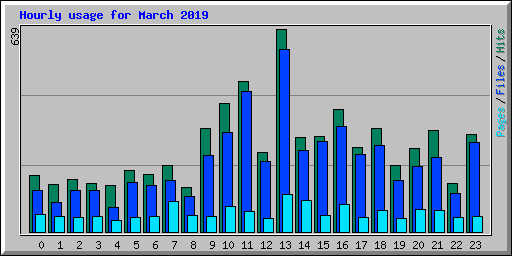 Hourly usage for March 2019
639
Pages/Files/Hits
0 1 2 3 4 5 6 7 8 9 10 11 12 13 14 15 16 17 18 19 20 21 22 23